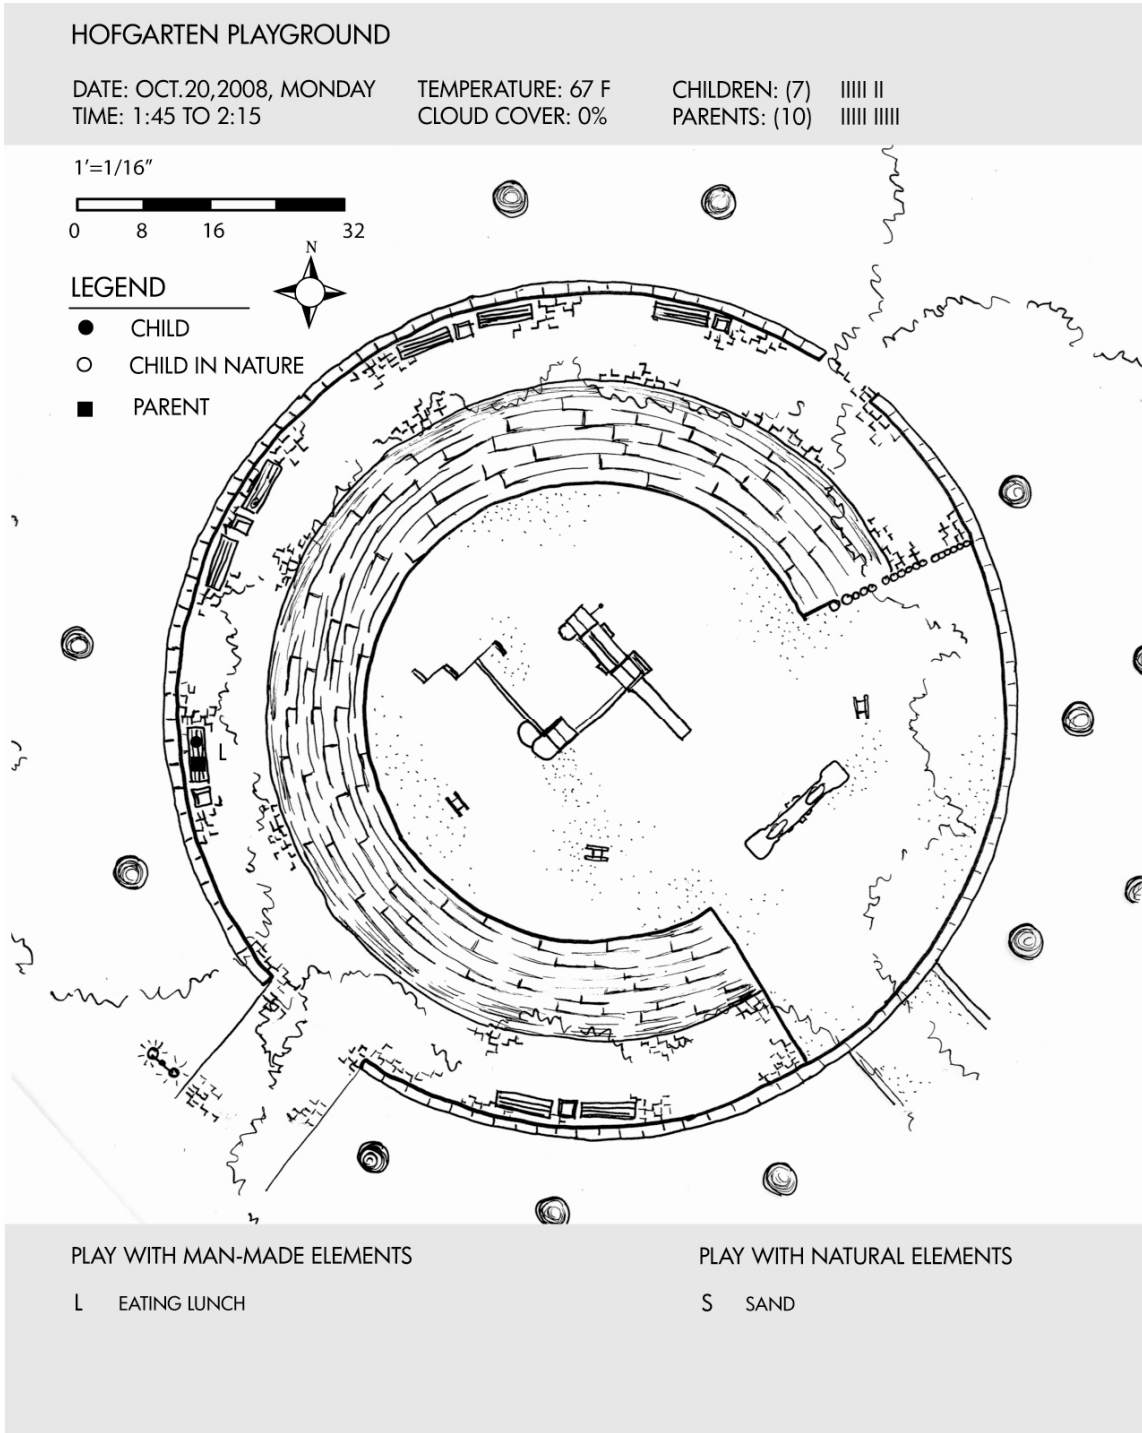 HOFGARTEN PLAYGROUND
DATE: OCT.20,2008, MONDAY TEMPERATURE: 67 F CHILDREN: (7) IIIII II
TIME: 1:45 TO 2:15 CLOUD COVER: 0% PARENTS: (10) IIIII IIIII
1'=1/16"
0 8 16 32
N
LEGEND
CHILD
CHILD IN NATURE
PARENT
L
PLAY WITH MAN-MADE ELEMENTS PLAY WITH NATURAL ELEMENTS
L EATING LUNCH S SAND